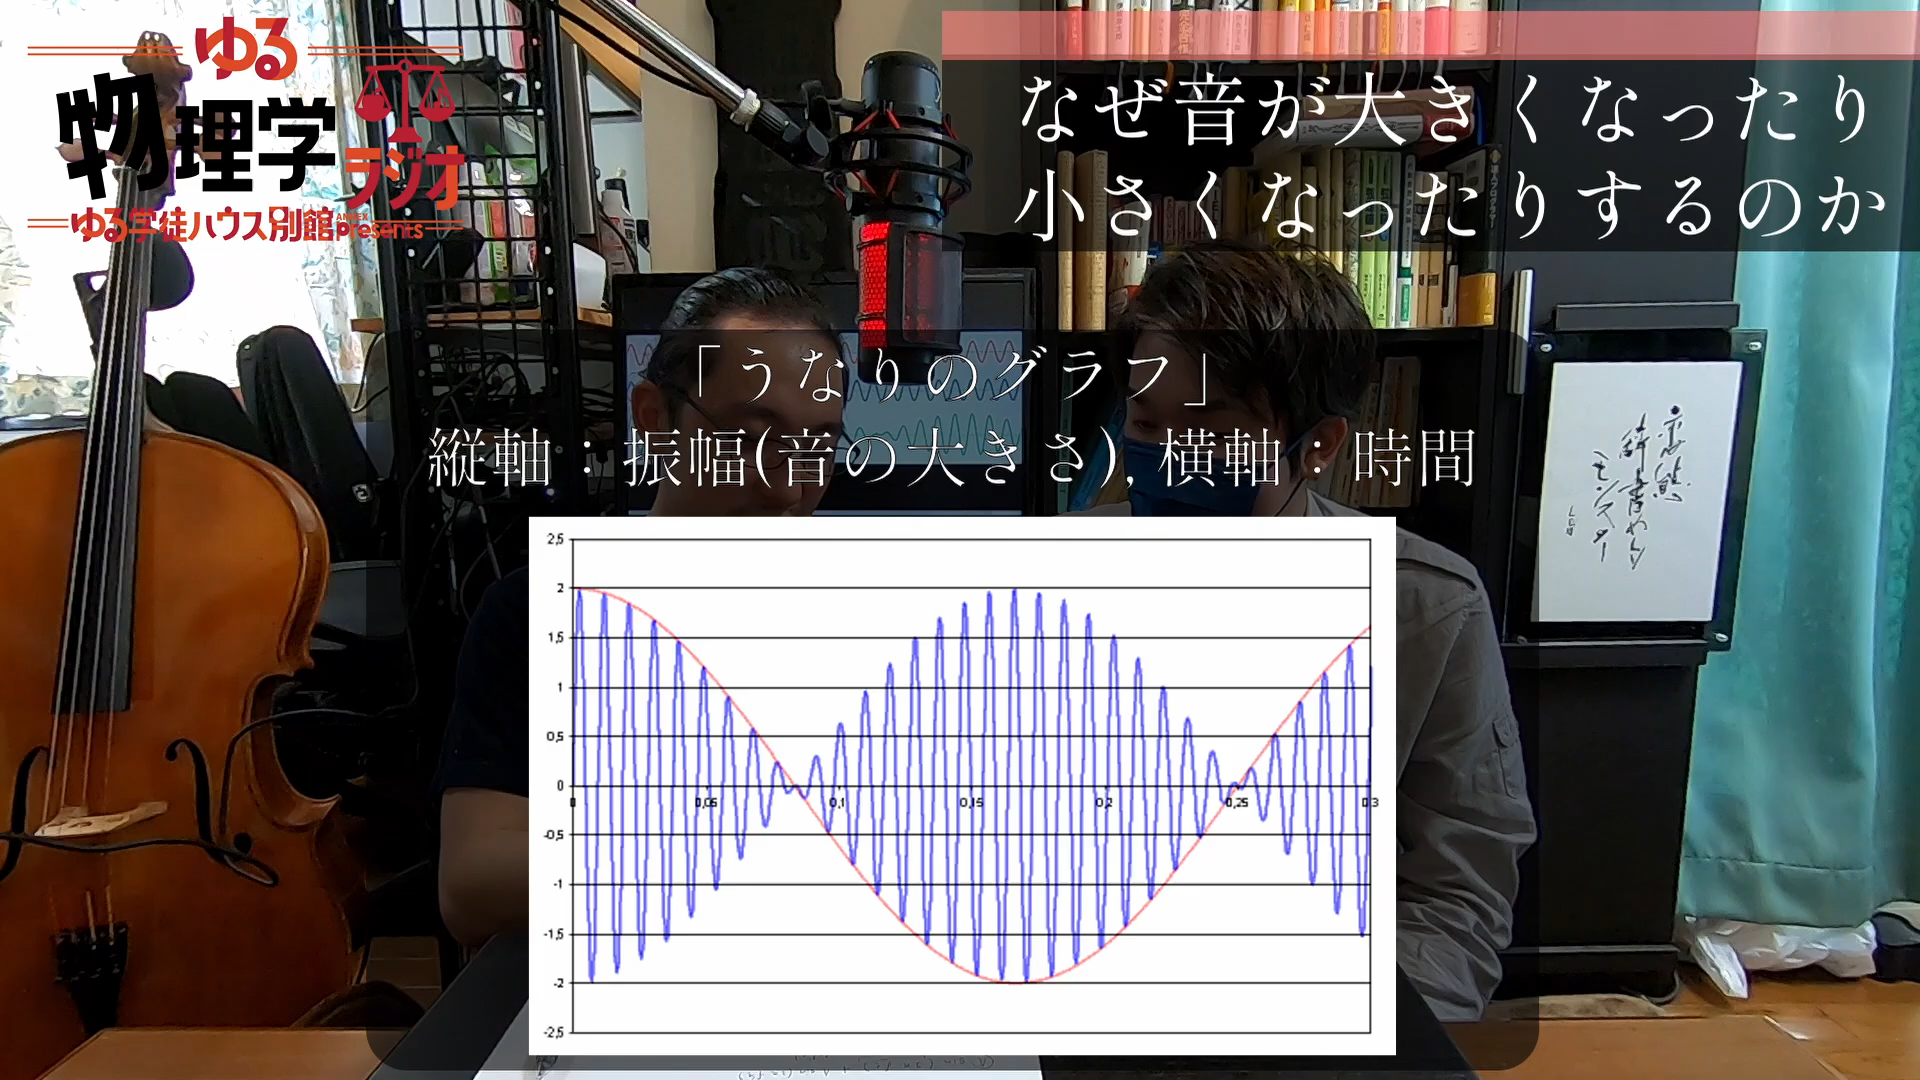 ゆる
物理学
ラジオ
ゆる学徒ハウス別館presents
ANNEX
なぜ音が大きくなったり
小さくなったりするのか
「うなりのグラフ」
縦軸：振幅(音の大きさ), 横軸：時間
2,5
2
1,5
1
0,5
0
-0,5
-1
-1,5
-2
-2,5
0
0,05
0,1
0,15
0,2
0,25
0,3